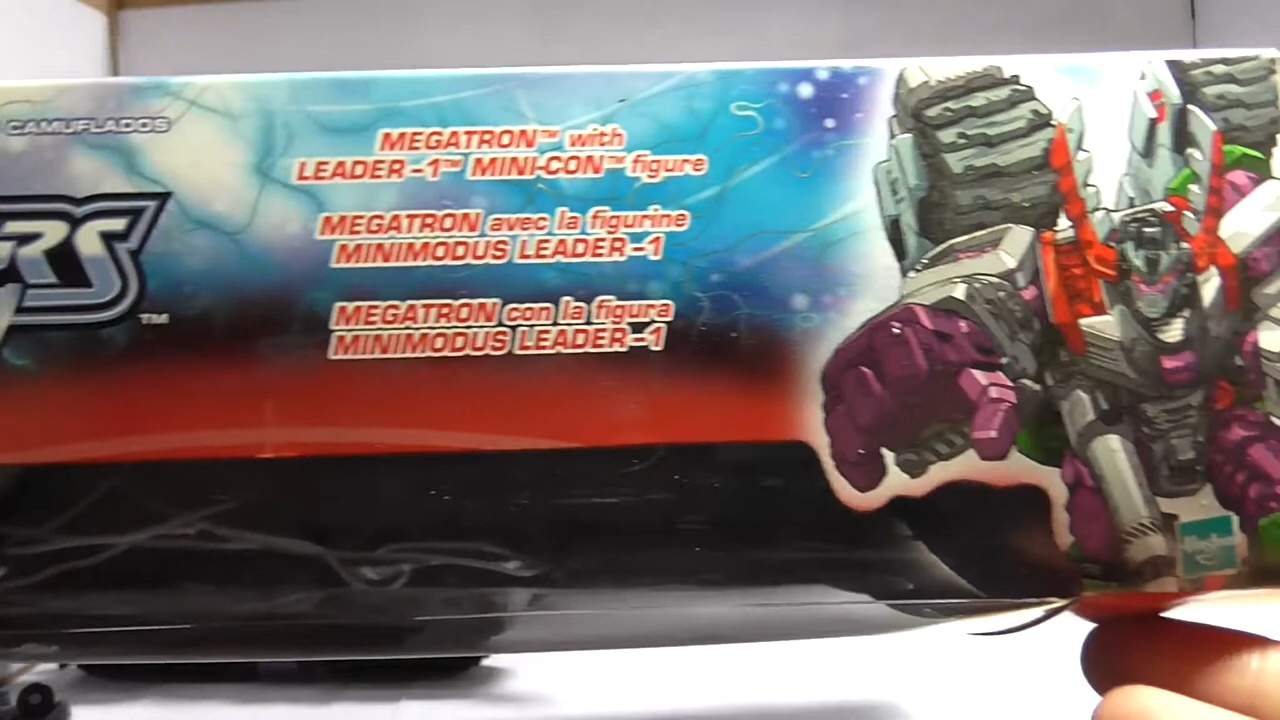 CAMUFLADOS
RS
TM
MEGATRON™ with
LEADER-1™ MINI-CON™ figure
MEGATRON avec la figurine
MINIMODUS LEADER-1
MEGATRON con la figura
MINIMODUS LEADER-1
Hasbro